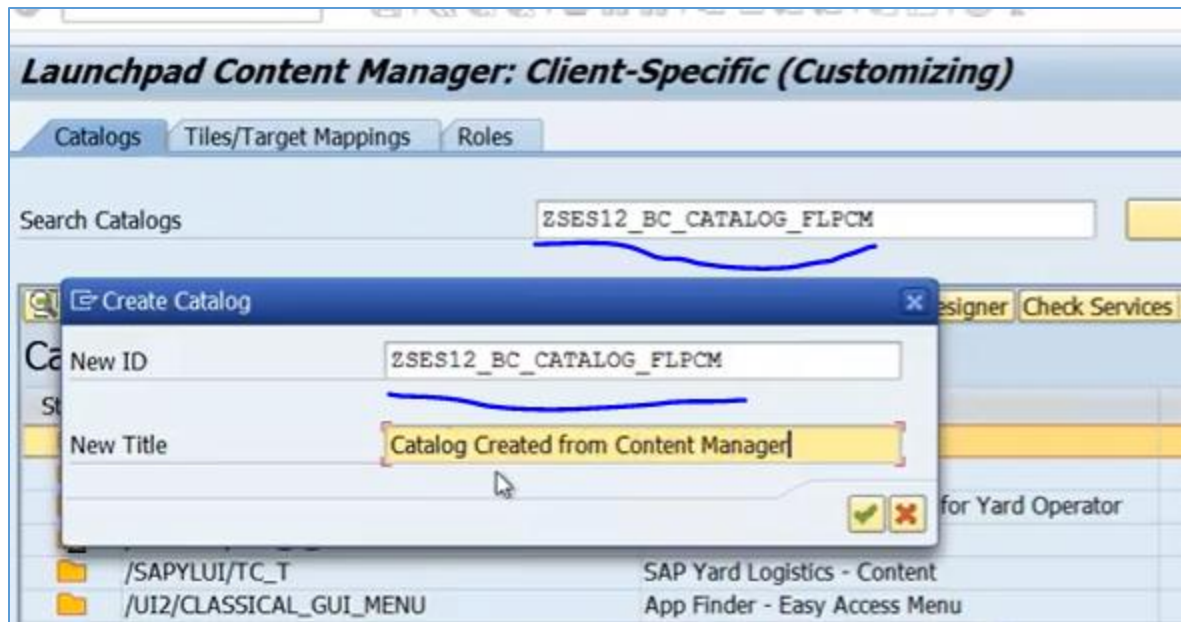 Launchpad Content Manager: Client-Specific (Customizing)
Catalogs Tiles/Target Mappings Roles
Search Catalogs ZSES12_BC_CATALOG_FLPCM
Create Catalog
esigner Check Services
Ca
New ID ZSES12_BC_CATALOG_FLPCM
St
New Title Catalog Created from Content Manager
for Yard Operator
/SAPYLUI/TC_T SAP Yard Logistics - Content
/UI2/CLASSICAL_GUI_MENU App Finder - Easy Access Menu